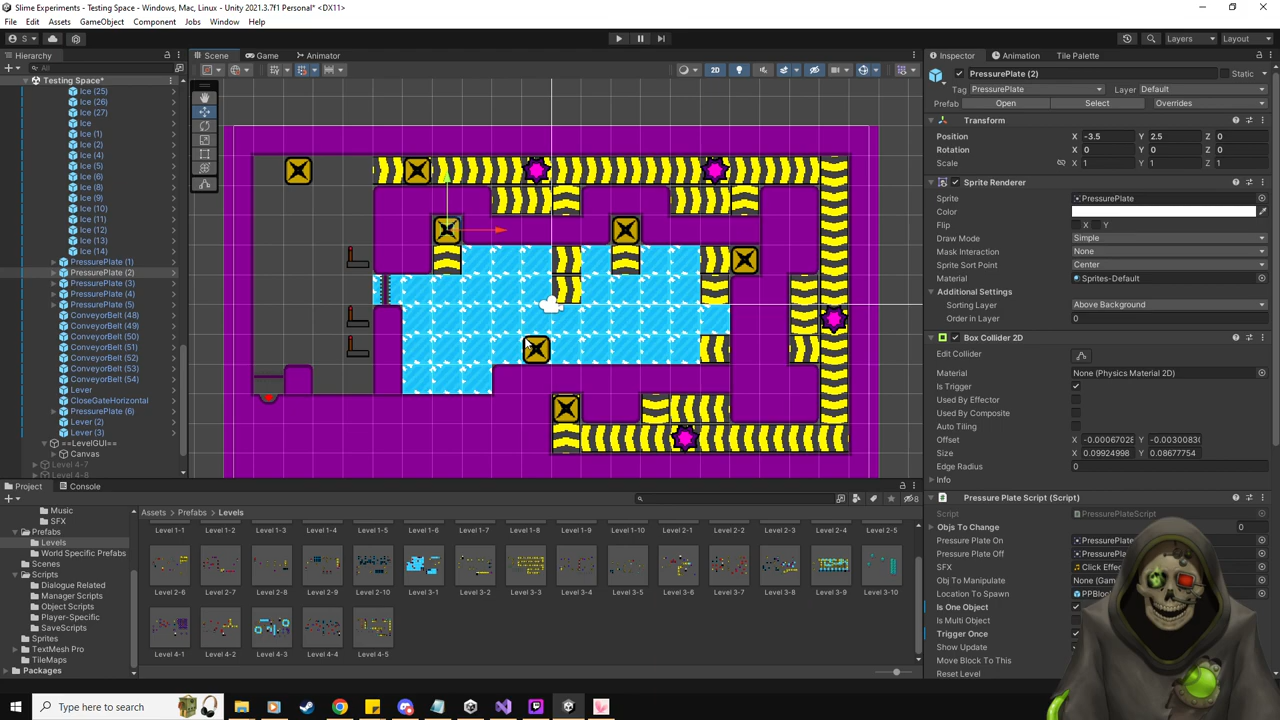 Slime Experiments - Testing Space - Windows, Mac, Linux - Unity 2021.3.7f1 Personal* <DX11>
File Edit Assets GameObject Component Jobs Window Help
S Layers Layout
Hierarchy Scene Game Animator Inspector Animation Tile Palette
All
Testing Space*
2D
PressurePlate (2) Static
Tag PressurePlate Layer Default
Prefab Open Select Overrides
Ice (25)
Ice (26)
Ice (27)
Ice
Ice (1)
Ice (2)
Ice (4)
Ice (5)
Ice (6)
Ice (8)
Ice (9)
Ice (10)
Ice (11)
Ice (12)
Ice (13)
Ice (14)
PressurePlate (1)
PressurePlate (2)
PressurePlate (3)
PressurePlate (4)
PressurePlate (5)
ConveyorBelt (48)
ConveyorBelt (49)
ConveyorBelt (50)
ConveyorBelt (51)
ConveyorBelt (52)
ConveyorBelt (53)
ConveyorBelt (54)
Lever
CloseGateHorizontal
PressurePlate (6)
Lever (2)
Lever (3)
==LevelGUI==
Canvas
Level 4-7
Level 4-8
Transform
Position X -3.5 Y 2.5 Z 0
Rotation X 0 Y 0 Z 0
Scale X 1 Y 1 Z 1
Sprite Renderer
Sprite PressurePlate
Color
Flip X Y
Draw Mode Simple
Mask Interaction None
Sprite Sort Point Center
Material Sprites-Default
Additional Settings
Sorting Layer Above Background
Order in Layer 0
Box Collider 2D
Edit Collider
Material None (Physics Material 2D)
Is Trigger
Used By Effector
Used By Composite
Auto Tiling
Offset X -0.0006702 Y -0.0030083
Size X 0.09924998 Y 0.08677754
Edge Radius 0
Info
Pressure Plate Script (Script)
Script PressurePlateScript
Objs To Change 0
Pressure Plate On Pressure
Pressure Plate Off Pressure
SFX Click Effec
Obj To Manipulate None (Gam
Location To Spawn PPBloc
Is One Object
Is Multi Object
Trigger Once
Show Update
Move Block To This
Reset Level
Project Console
8
Music
SFX
Prefabs
Levels
World Specific Prefabs
Scenes
Scripts
Dialogue Related
Manager Scripts
Object Scripts
Player-Specific
SaveScripts
Sprites
TextMesh Pro
TileMaps
Packages
Assets > Prefabs > Levels
Level 1-1 Level 1-2 Level 1-3 Level 1-4 Level 1-5 Level 1-6 Level 1-7 Level 1-8 Level 1-9 Level 1-10 Level 2-1 Level 2-2 Level 2-3 Level 2-4 Level 2-5
Level 2-6 Level 2-7 Level 2-8 Level 2-9 Level 2-10 Level 3-1 Level 3-2 Level 3-3 Level 3-4 Level 3-5 Level 3-6 Level 3-7 Level 3-8 Level 3-9 Level 3-10
Level 4-1 Level 4-2 Level 4-3 Level 4-4 Level 4-5
Type here to search